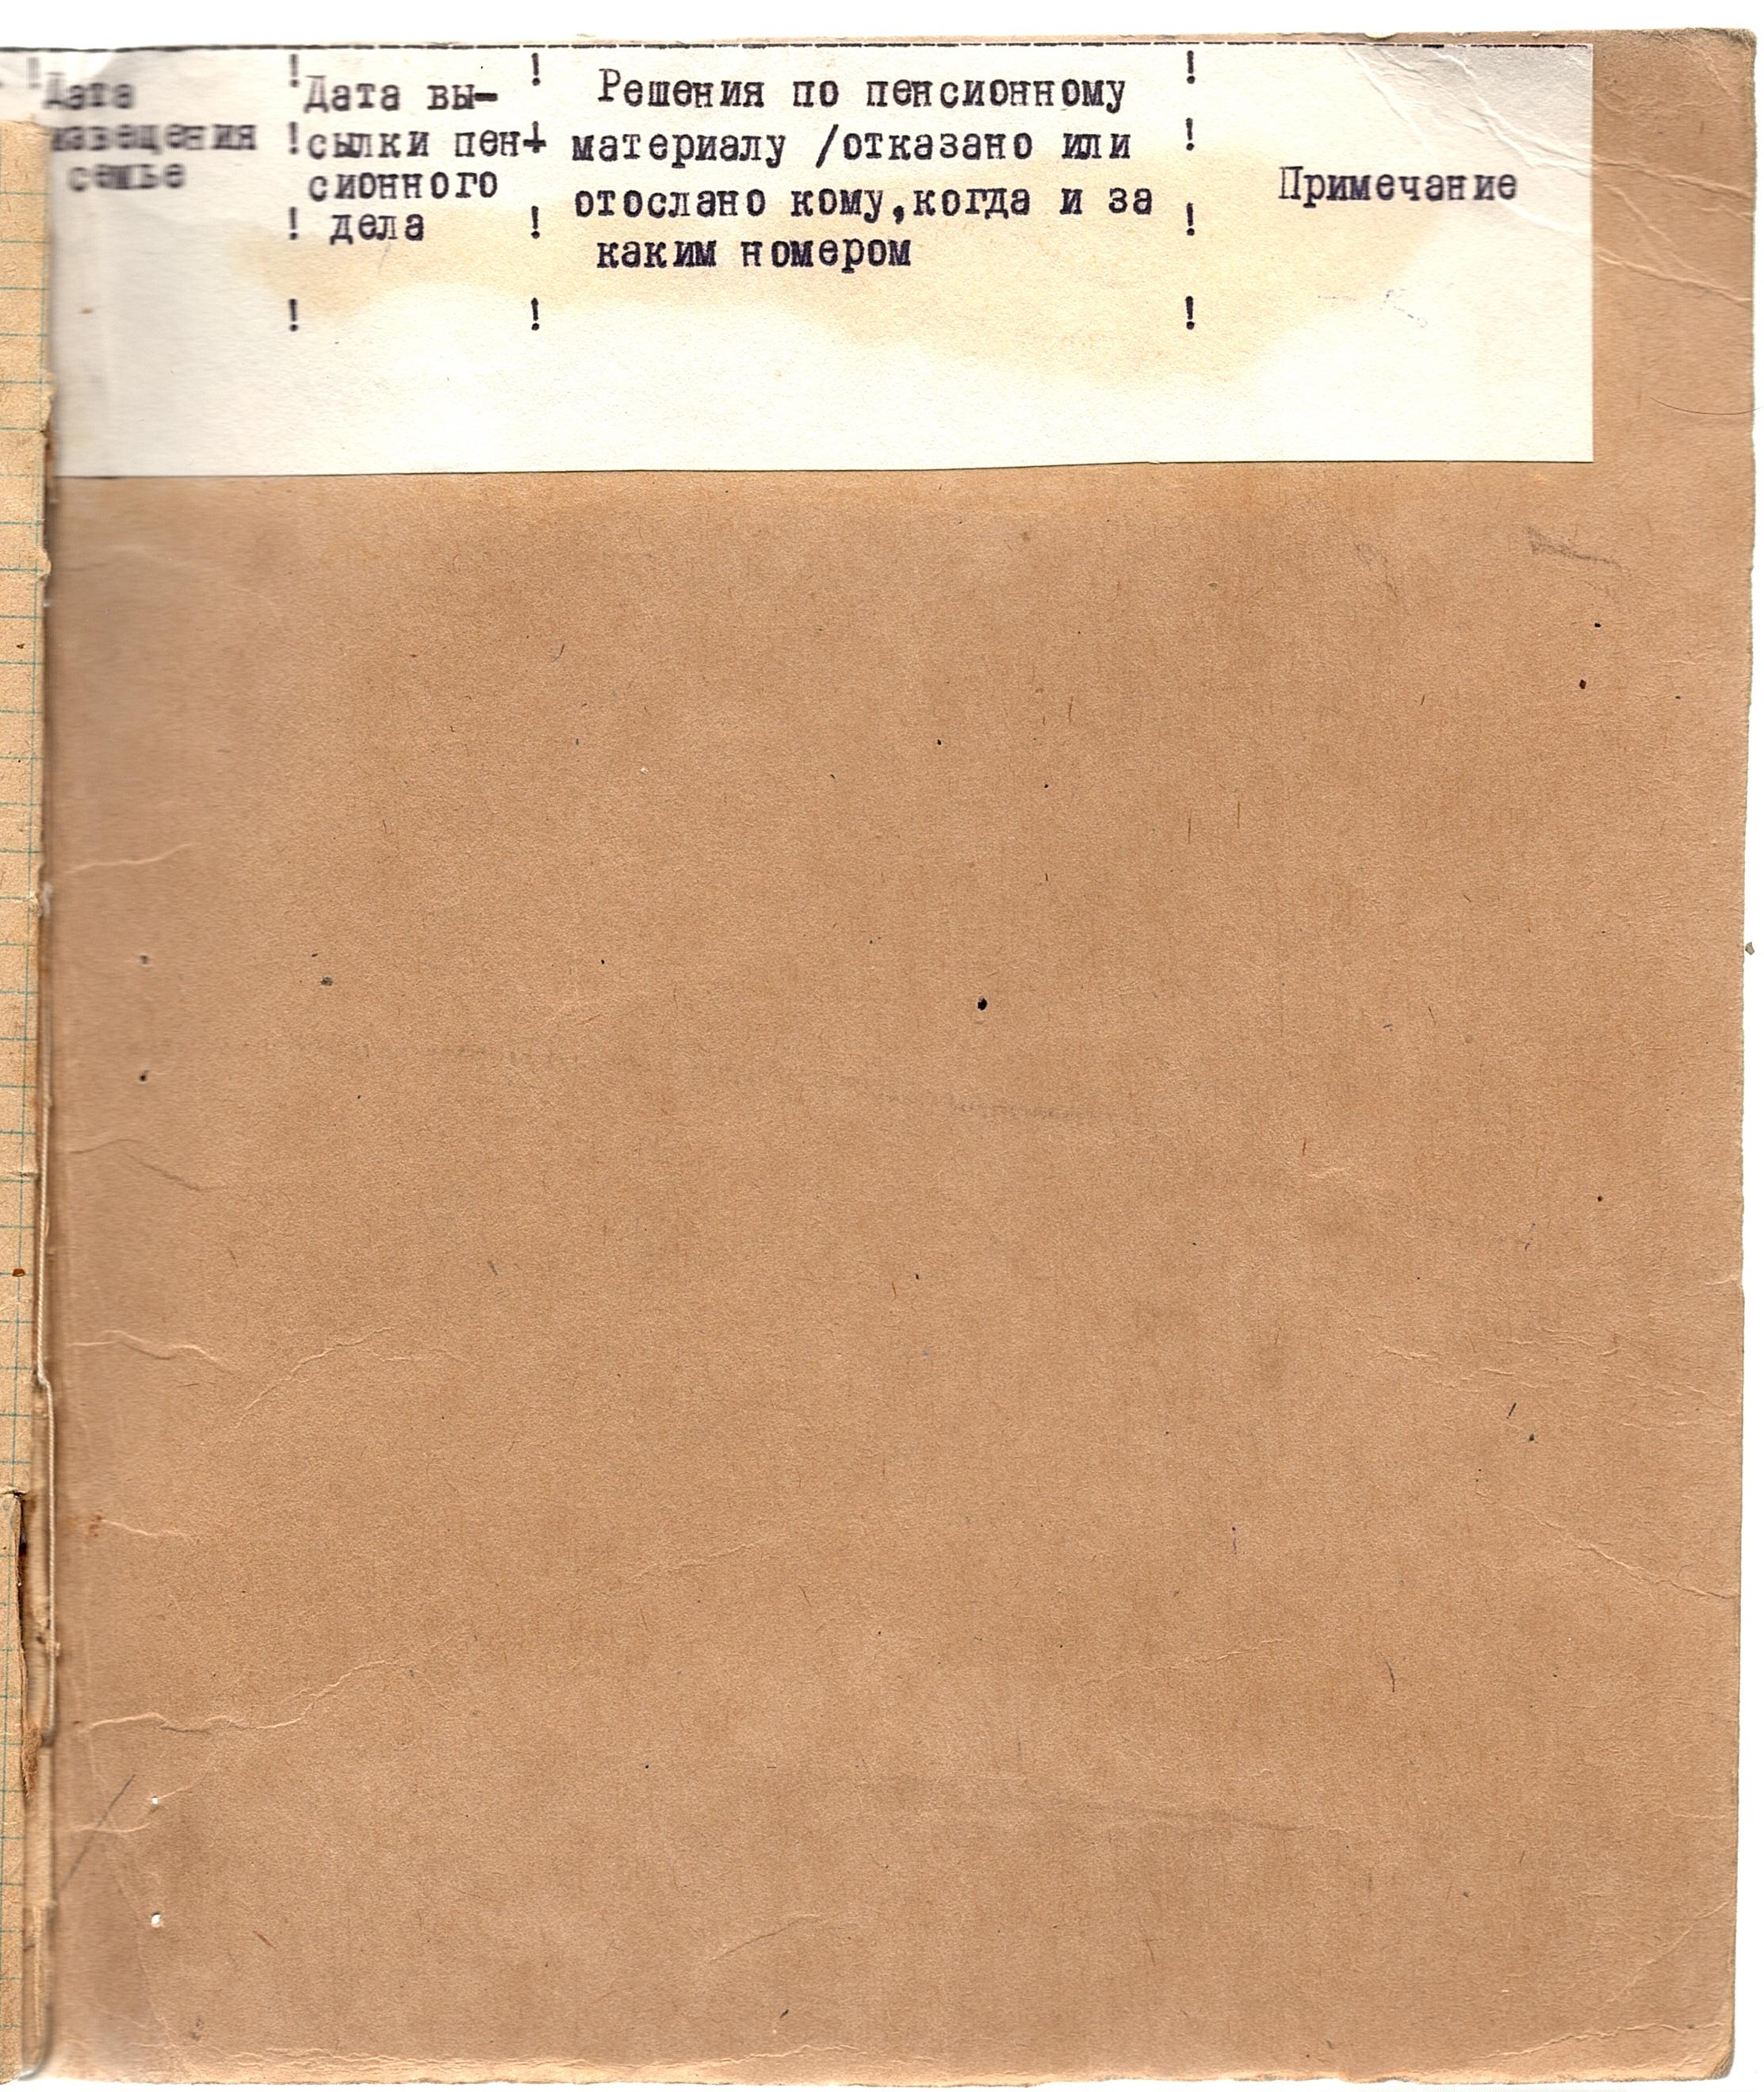 Дата
извещения
семье
Дата вы-
сылки пен-
сионного
дела
Решения по пенсионному
материалу /отказано или
отослано кому,когда и за
каким номером
Примечание